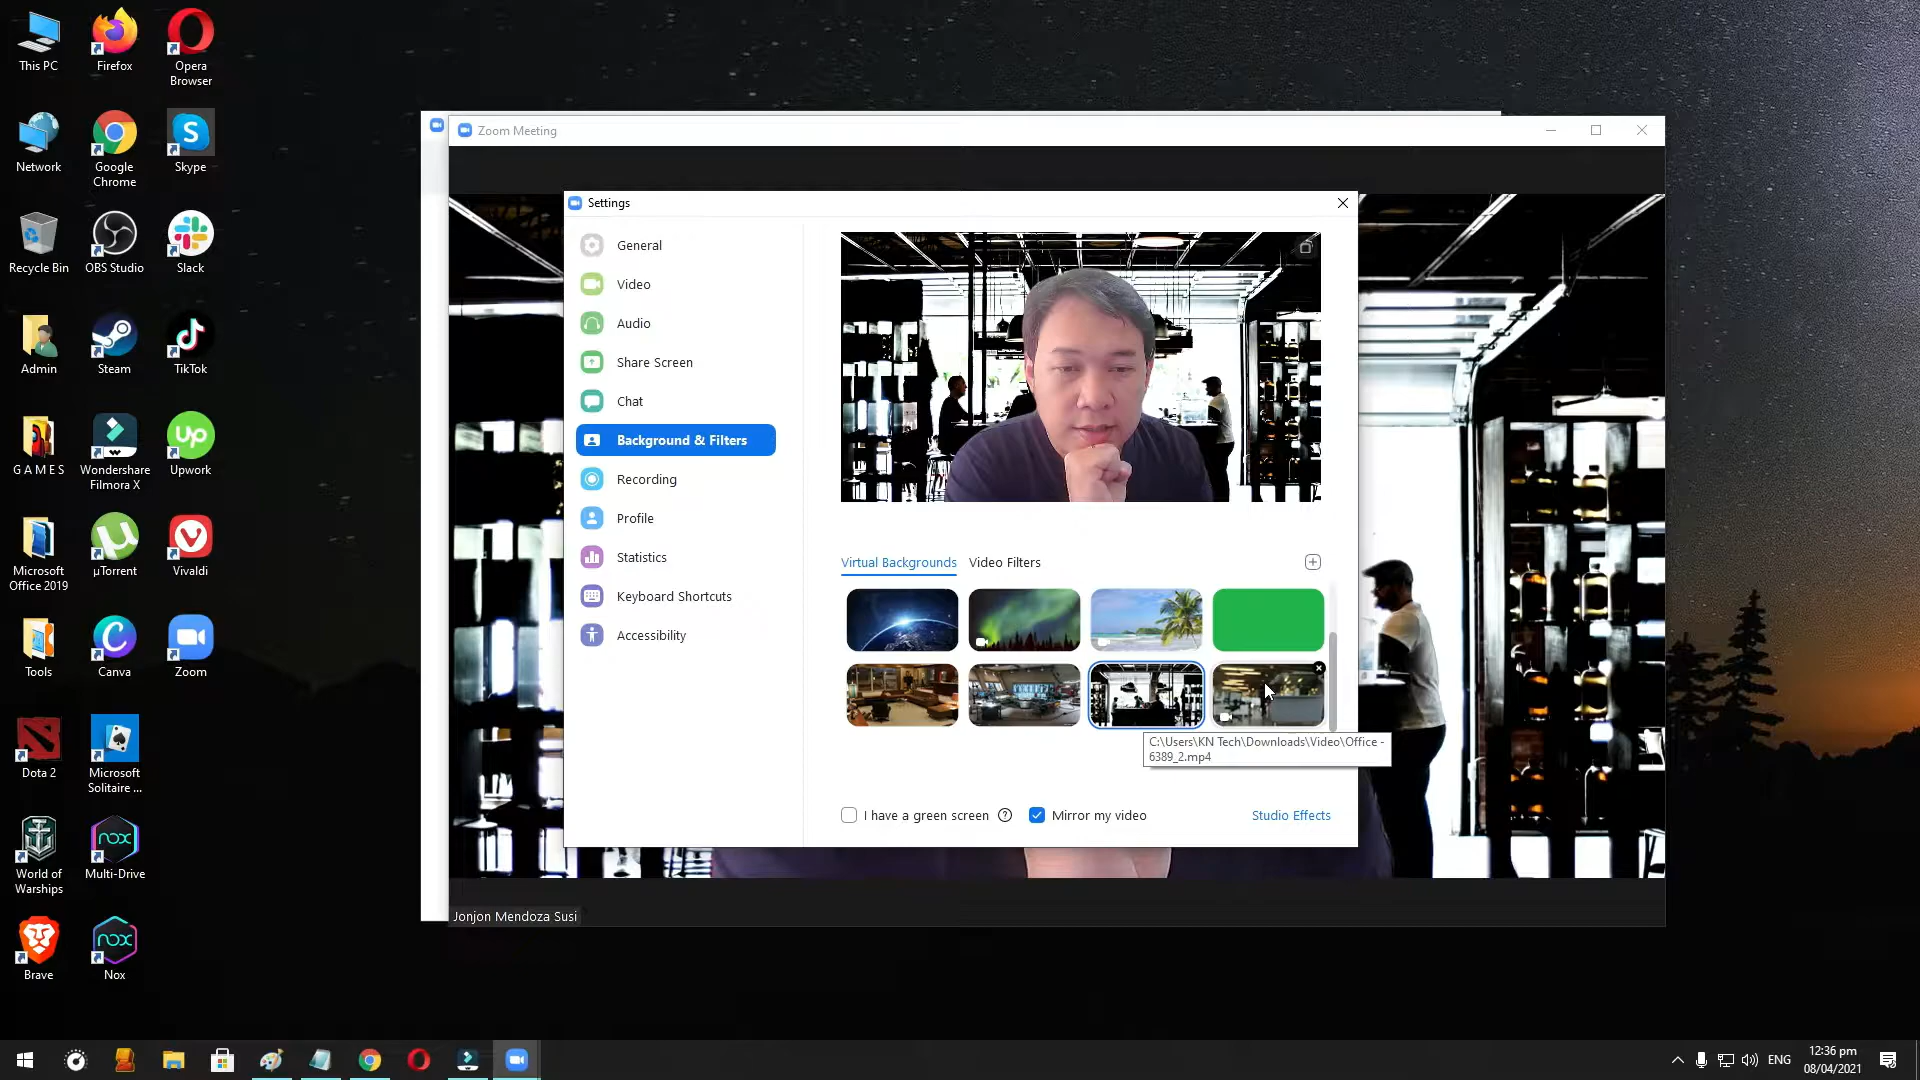 This PC
Firefox
Opera
Browser
Network
Google
Chrome
Skype
Recycle Bin
OBS Studio
Slack
Admin
Steam
TikTok
G A M E S
Wondershare
Filmora X
Upwork
Microsoft
Office 2019
µTorrent
Vivaldi
Tools
Canva
Zoom
Dota 2
Microsoft
Solitaire ...
World of
Warships
Multi-Drive
Brave
Nox
Zoom Meeting
Settings
General
Video
Audio
Share Screen
Chat
Background & Filters
Recording
Profile
Statistics
Keyboard Shortcuts
Accessibility
Virtual Backgrounds
Video Filters
C:\Users\KN Tech\Downloads\Video\Office -
6389_2.mp4
I have a green screen
Mirror my video
Studio Effects
Jonjon Mendoza Susi
ENG
12:36 pm
08/04/2021